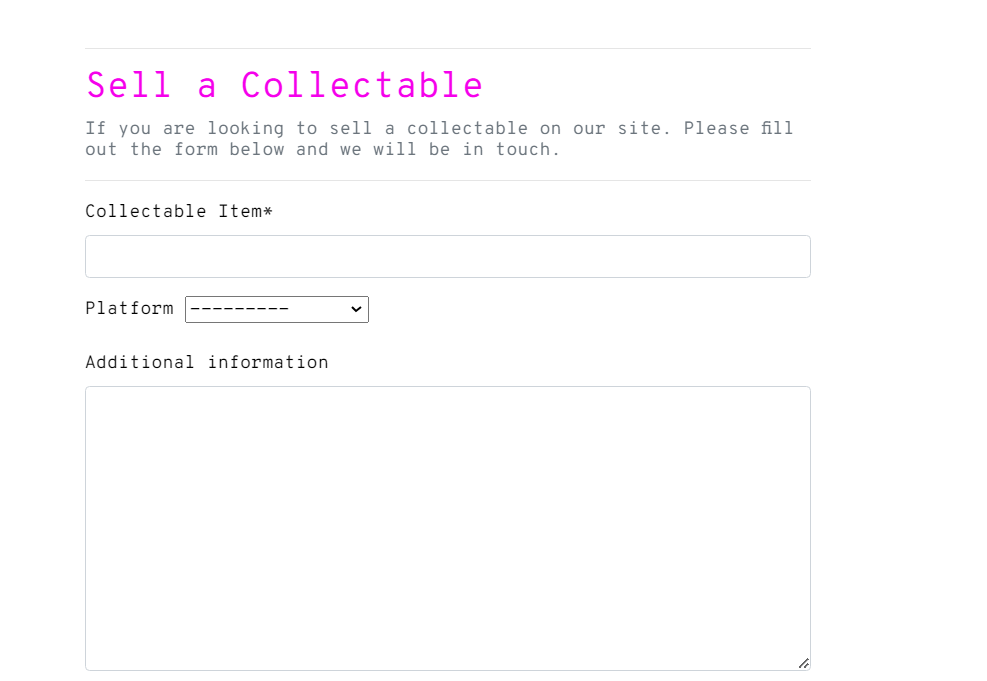 Sell a Collectable
If you are looking to sell a collectable on our site. Please fill
out the form below and we will be in touch.
Collectable Item*
Platform ---------
Additional information